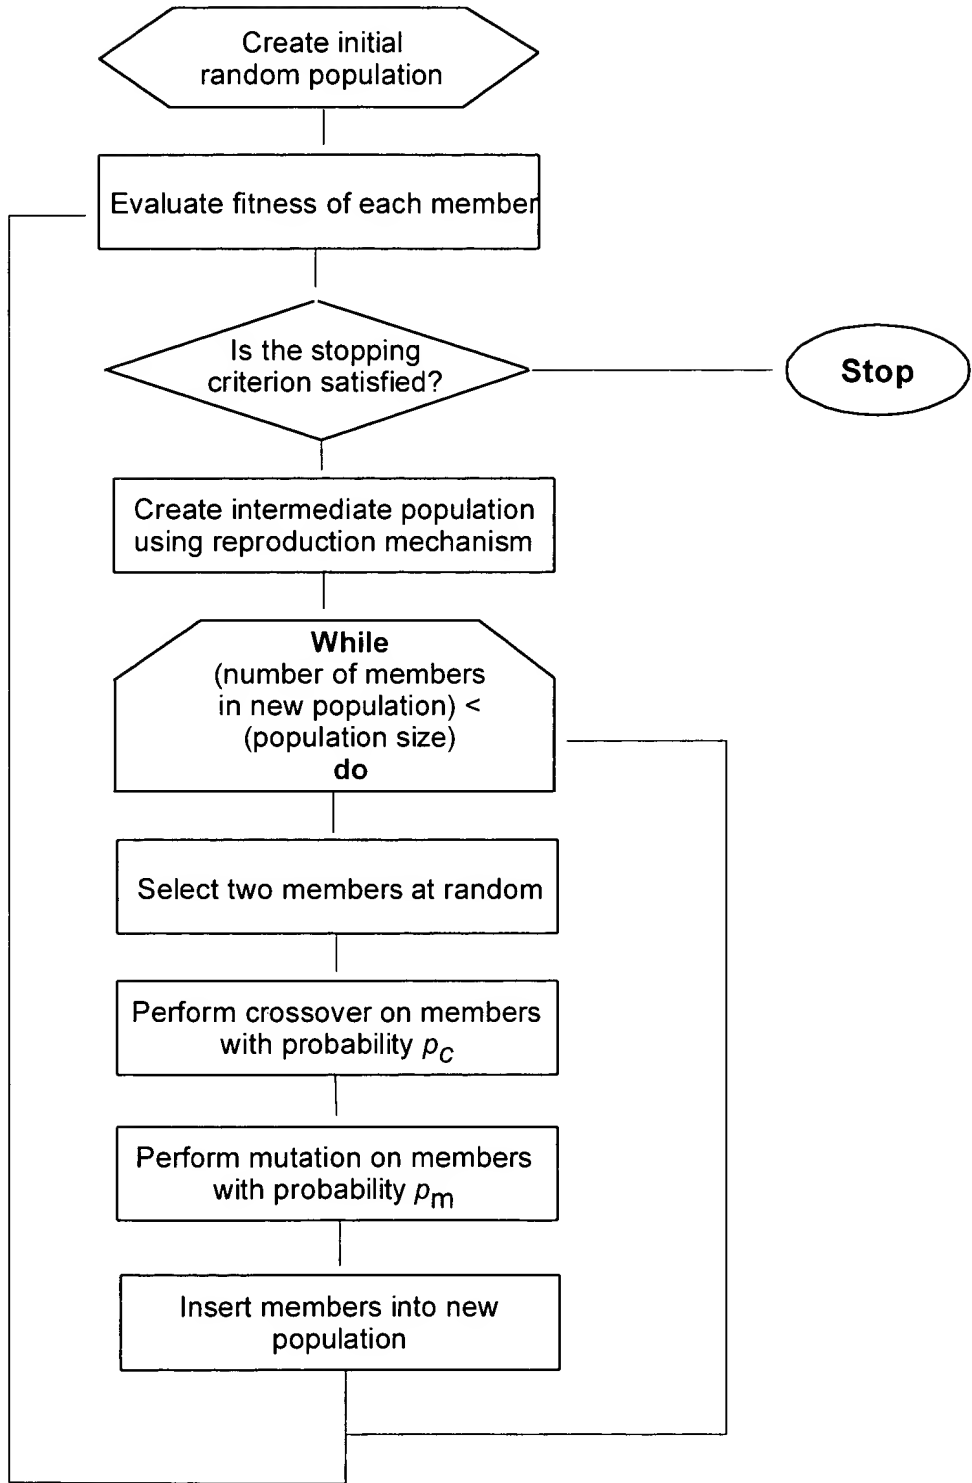 Create initial
random population
Evaluate fitness of each member
Is the stopping
criterion satisfied?
Stop
Create intermediate population
using reproduction mechanism
While
(number of members
in new population) <
(population size)
do
Select two members at random
Perform crossover on members
with probability pc
Perform mutation on members
with probability pm
Insert members into new
population